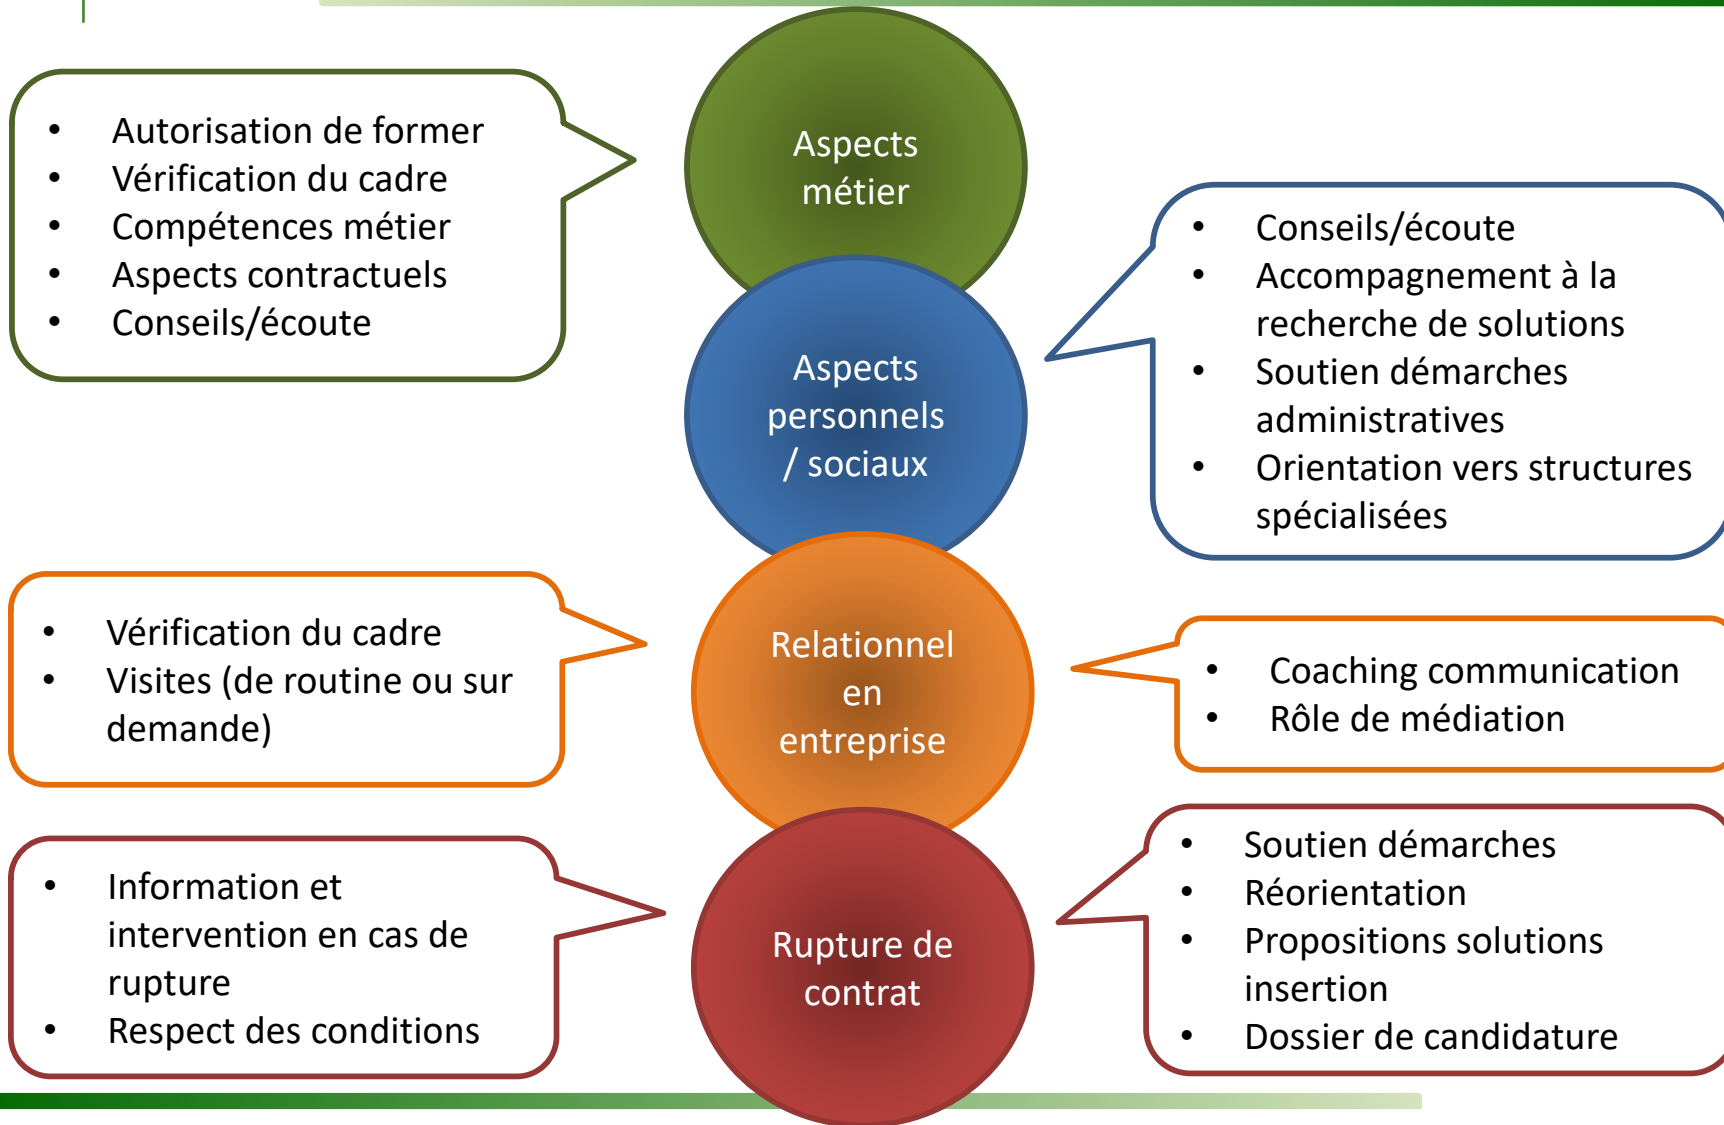 • Autorisation de former
• Vérification du cadre
• Compétences métier
• Aspects contractuels
• Conseils/écoute
Aspects
métier
• Conseils/écoute
• Accompagnement à la
recherche de solutions
• Soutien démarches
administratives
• Orientation vers structures
spécialisées
Aspects
personnels
/ sociaux
• Vérification du cadre
• Visites (de routine ou sur
demande)
Relationnel
en
entreprise
• Coaching communication
• Rôle de médiation
• Information et
intervention en cas de
rupture
• Respect des conditions
Rupture de
contrat
• Soutien démarches
• Réorientation
• Propositions solutions
insertion
• Dossier de candidature